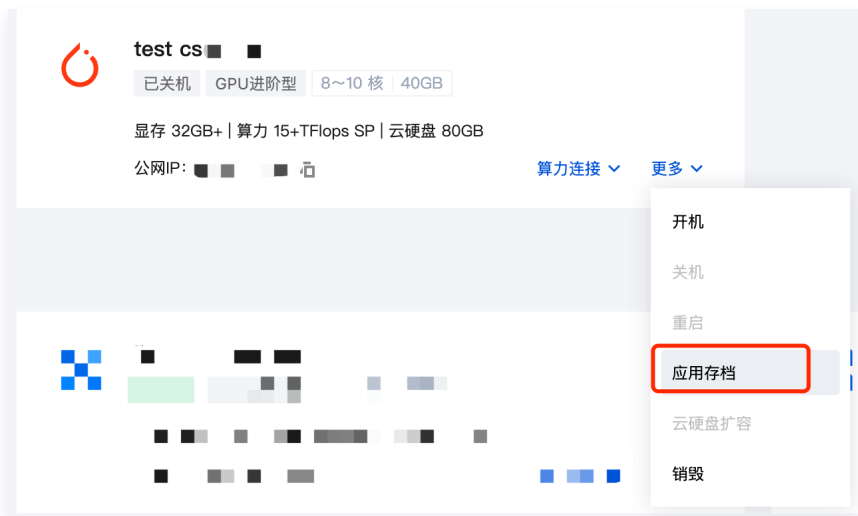 test cs
已关机 GPU进阶型 8～10 核 40GB
显存 32GB+ | 算力 15+TFlops SP | 云硬盘 80GB
公网IP:
算力连接 更多
开机
关机
重启
应用存档
云硬盘扩容
销毁